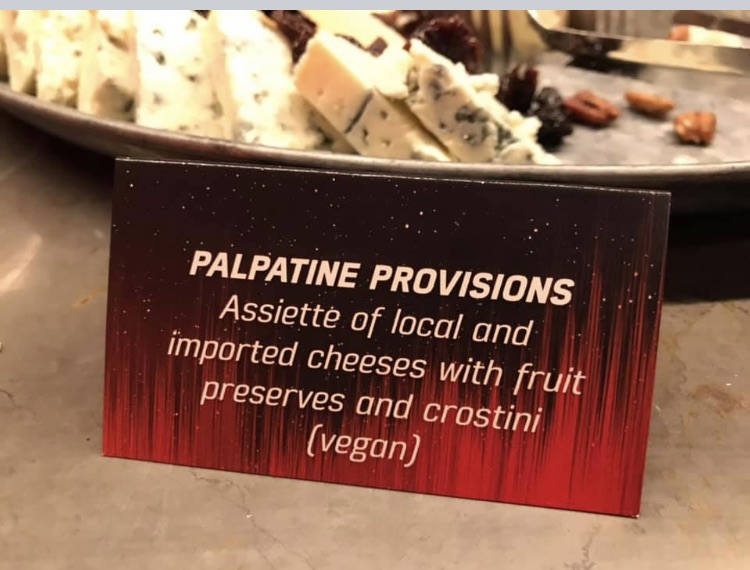 PALPATINE PROVISIONS
Assiette of local and
imported cheeses with fruit
preserves and crostini
(vegan)